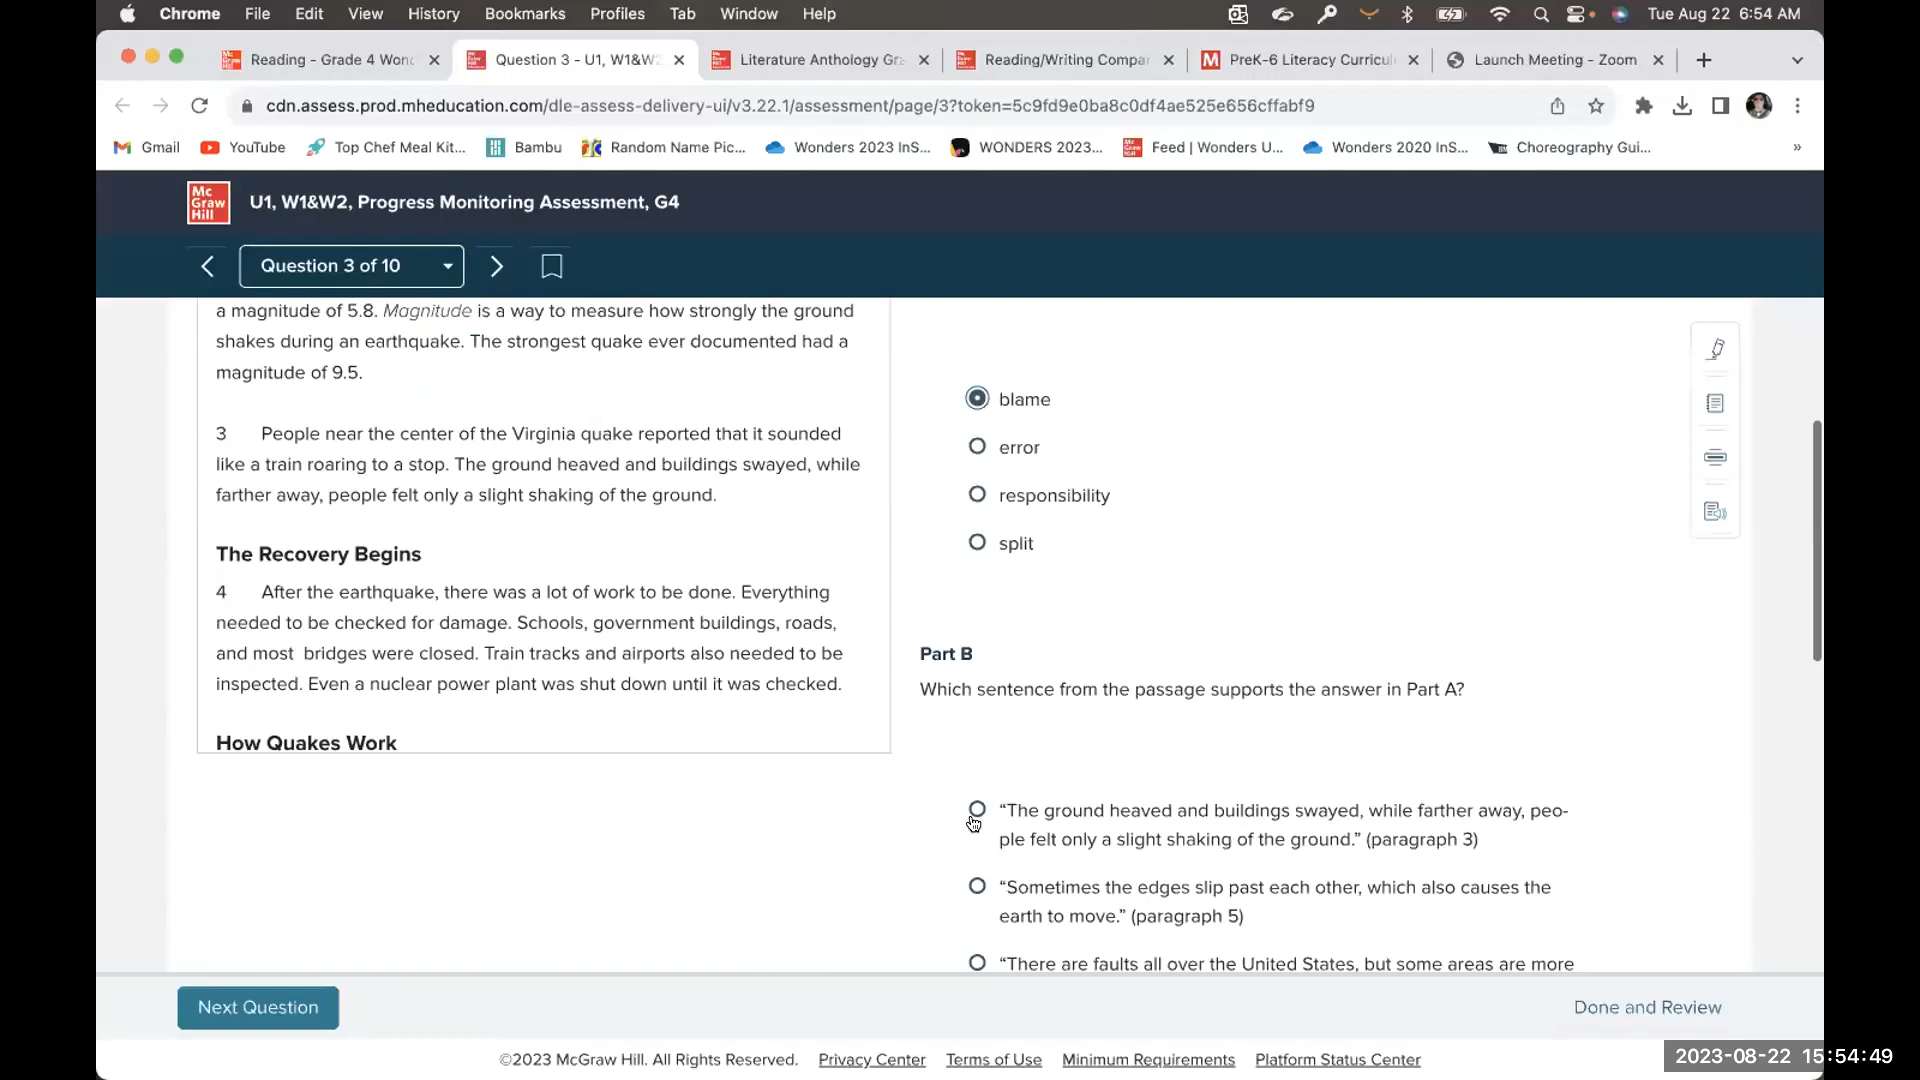 Chrome File Edit View History Bookmarks Profiles Tab Window Help Tue Aug 22 6:54 AM
Reading - Grade 4 Won Question 3 - U1, W1&W2 Literature Anthology Gr Reading/Writing Compa PreK-6 Literacy Curricul Launch Meeting - Zoom
cdn.assess.prod.mheducation.com/dle-assess-delivery-ui/v3.22.1/assessment/page/3?token=5c9fd9e0ba8c0df4ae525e656cffabf9
Gmail YouTube Top Chef Meal Kit... Bambu Random Name Pic... Wonders 2023 InS... WONDERS 2023... Feed | Wonders U... Wonders 2020 InS... Choreography Gui... »
Mc
Graw
Hill
U1, W1&W2, Progress Monitoring Assessment, G4
Question 3 of 10
a magnitude of 5.8. Magnitude is a way to measure how strongly the ground
shakes during an earthquake. The strongest quake ever documented had a
magnitude of 9.5.
3 People near the center of the Virginia quake reported that it sounded
like a train roaring to a stop. The ground heaved and buildings swayed, while
farther away, people felt only a slight shaking of the ground.
The Recovery Begins
4 After the earthquake, there was a lot of work to be done. Everything
needed to be checked for damage. Schools, government buildings, roads,
and most bridges were closed. Train tracks and airports also needed to be
inspected. Even a nuclear power plant was shut down until it was checked.
How Quakes Work
blame
error
responsibility
split
Part B
Which sentence from the passage supports the answer in Part A?
“The ground heaved and buildings swayed, while farther away, peo-
ple felt only a slight shaking of the ground.” (paragraph 3)
“Sometimes the edges slip past each other, which also causes the
earth to move.” (paragraph 5)
“There are faults all over the United States, but some areas are more
Next Question
Done and Review
©2023 McGraw Hill. All Rights Reserved. Privacy Center Terms of Use Minimum Requirements Platform Status Center
2023-08-22 15:54:49